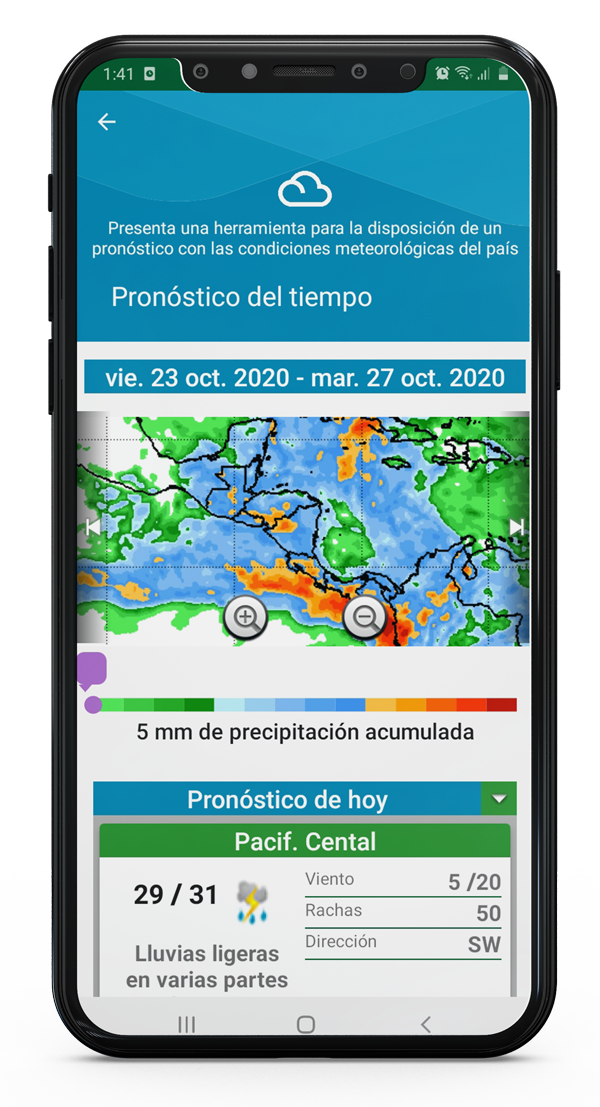 1:41
Presenta una herramienta para la disposición de un
pronóstico con las condiciones meteorológicas del país
Pronóstico del tiempo
vie. 23 oct. 2020 - mar. 27 oct. 2020
5 mm de precipitación acumulada
Pronóstico de hoy
Pacif. Cental
29 / 31
Lluvias ligeras
en varias partes
Viento 5 /20
Rachas 50
Dirección SW